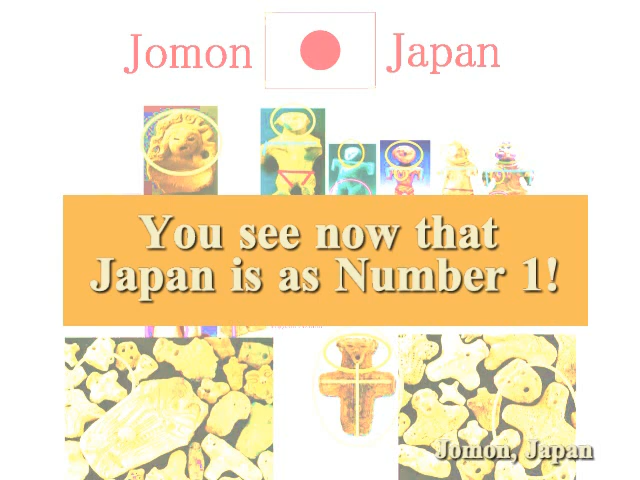 Jomon Japan
You see now that
Japan is as Number 1!
Jomon, Japan